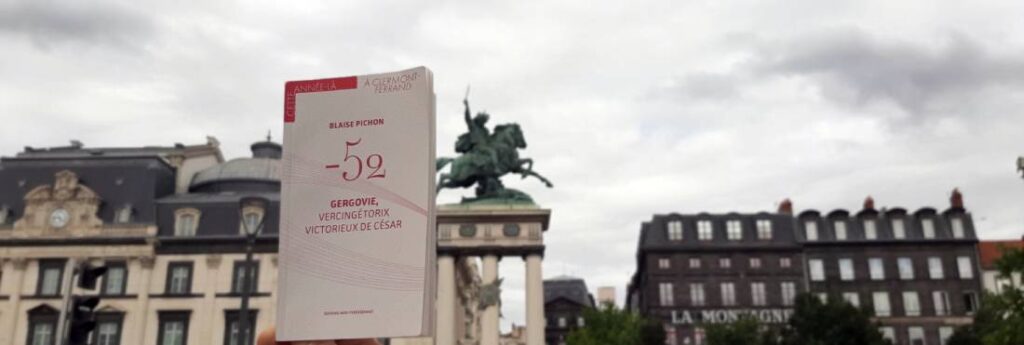 CETTE ANNÉE-LÀ
À CLERMONT-
FERRAND
BLAISE PICHON
-52
GERGOVIE,
VERCINGÉTORIX
VICTORIEUX DE CÉSAR
LA MONTAGNE